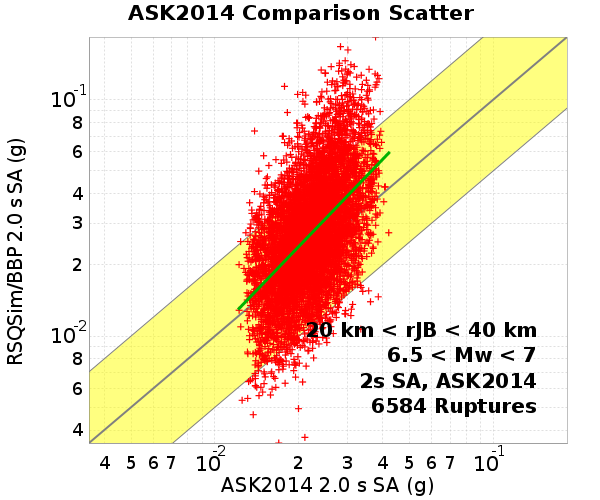 ASK2014 Comparison Scatter
RSQSim/BBP 2.0 s SA (g)
10^-1
8
6
4
3
2
10^-2
8
6
4
20 km < rJB < 40 km
6.5 < Mw < 7
2s SA, ASK2014
6584 Ruptures
4 5 6 7 10^-2 2 3 4 5 6 7 10^-1
ASK2014 2.0 s SA (g)